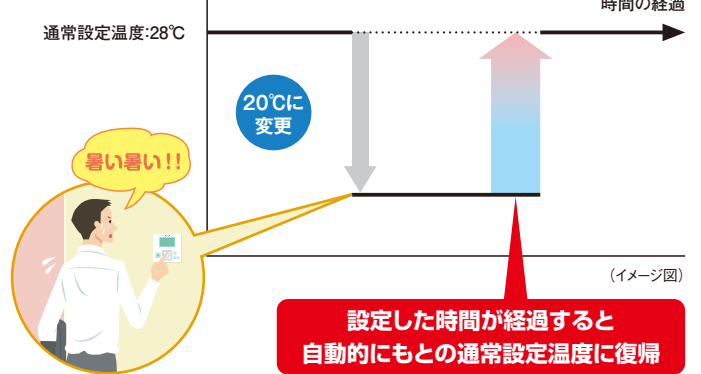 時間の経過
通常設定温度:28℃
20℃に
変更
暑い暑い!!
(イメージ図)
設定した時間が経過すると
自動的にもとの通常設定温度に復帰